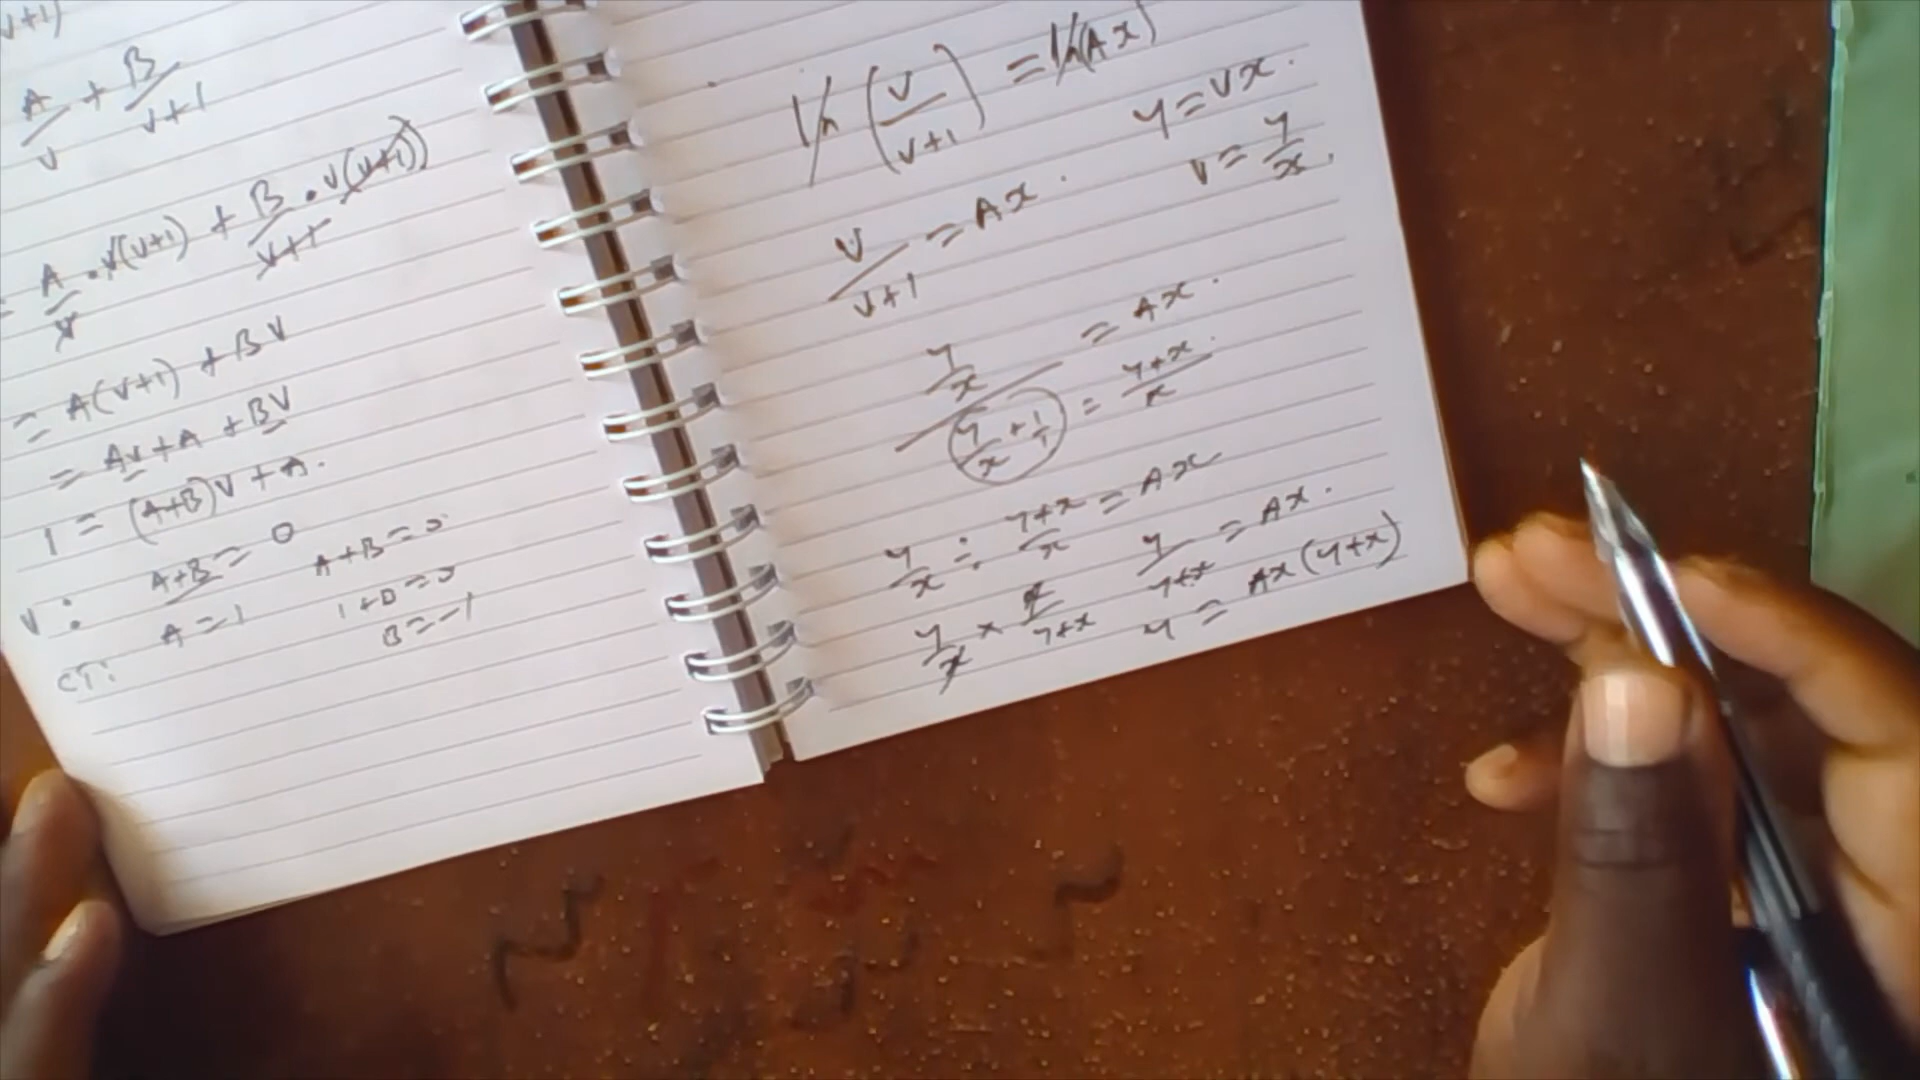 v+1)
A/v + B/v+1
= A/v . v(v+1) + B/v+1 . v(v+1)
= A(v+1) + BV
= Av+A + BV
1 = (A+B)V + A.
V: A+B=0 A+B=0
CT: A=1 1+B=0
B=-1
ln (v/v+1) = ln(Ax)
y=vx.
v/v+1 = Ax. v = y/x.
y/x / y/x + 1/1 = Ax. = y+x/x.
y/x ÷ y+x/x = Ax
y/x × x/y+x y/y+x = Ax.
y = Ax(y+x)